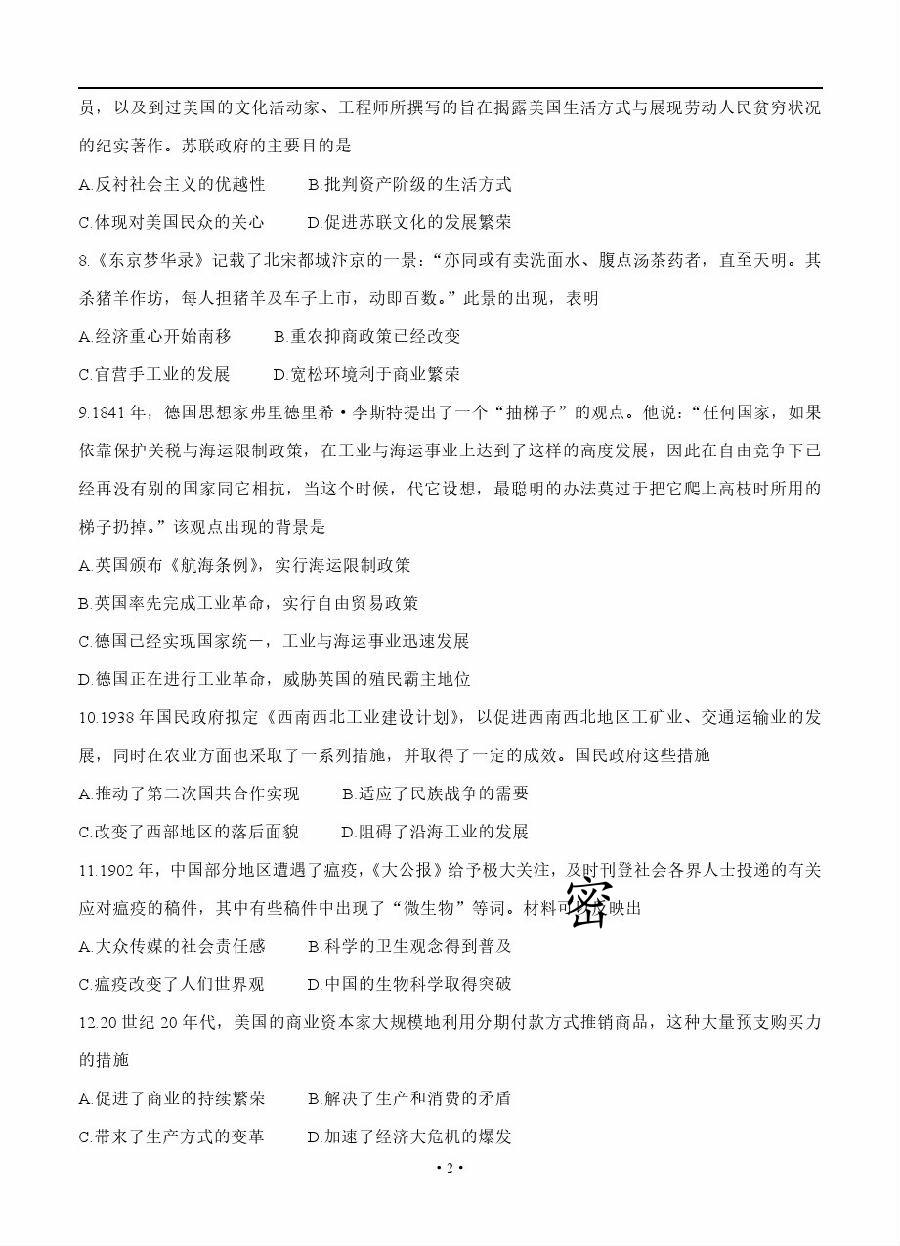 员，以及到过美国的文化活动家、工程师所撰写的旨在揭露美国生活方式与展现劳动人民贫穷状况
的纪实著作。苏联政府的主要目的是
A.反衬社会主义的优越性 B 批判资产阶级的生活方式
C.体现对美国民众的关心 D.促进苏联文化的发展繁荣
8.《东京梦华录》记载了北宋都城汴京的一景：“亦间或有卖洗面水、腹点汤茶药者，直至天明。其
杀猪羊作坊，每人担猪羊及车子上市，动即百数。”此景的出现，表明
A.经济重心开始南移 B.重农抑商政策已经改变
C.官营手工业的发展 D.宽松环境利于商业繁荣
9.1841 年，德国思想家弗里德里希·李斯特提出了一个“抽梯子”的观点。他说：“任何国家，如果
依靠保护关税与海运限制政策，在工业与海运事业上达到了这样的高度发展，因此在自由竞争下已
经再没有别的国家同它相抗，当这个时候，代它设想，最聪明的办法莫过于把它爬上高枝时所用的
梯子扔掉。”该观点出现的背景是
A.英国颁布《航海条例》，实行海运限制政策
B.英国率先完成工业革命，实行自由贸易政策
C.德国已经实现国家统一，工业与海运事业迅速发展
D.德国正在进行工业革命，威胁英国的殖民霸主地位
10.1938 年国民政府拟定《西南西北工业建设计划》，以促进西南西北地区工矿业、交通运输业的发
展，同时在农业方面也采取了一系列措施，并取得了一定的成效。国民政府这些措施
A.推动了第二次国共合作实现 B.适应了民族战争的需要
C.改变了西部地区的落后面貌 D.阻碍了沿海工业的发展
11.1902 年，中国部分地区遭遇了瘟疫，《大公报》给予极大关注，及时刊登社会各界人士投递的有关
应对瘟疫的稿件，其中有些稿件中出现了“微生物”等词。材料可 密 反映出
A.大众传媒的社会责任感 B 科学的卫生观念得到普及
C.瘟疫改变了人们世界观 D.中国的生物科学取得突破
12.20 世纪 20 年代，美国的商业资本家大规模地利用分期付款方式推销商品，这种大量预支购买力
的措施
A.促进了商业的持续繁荣 B.解决了生产和消费的矛盾
C.带来了生产方式的变革 D.加速了经济大危机的爆发
·2·